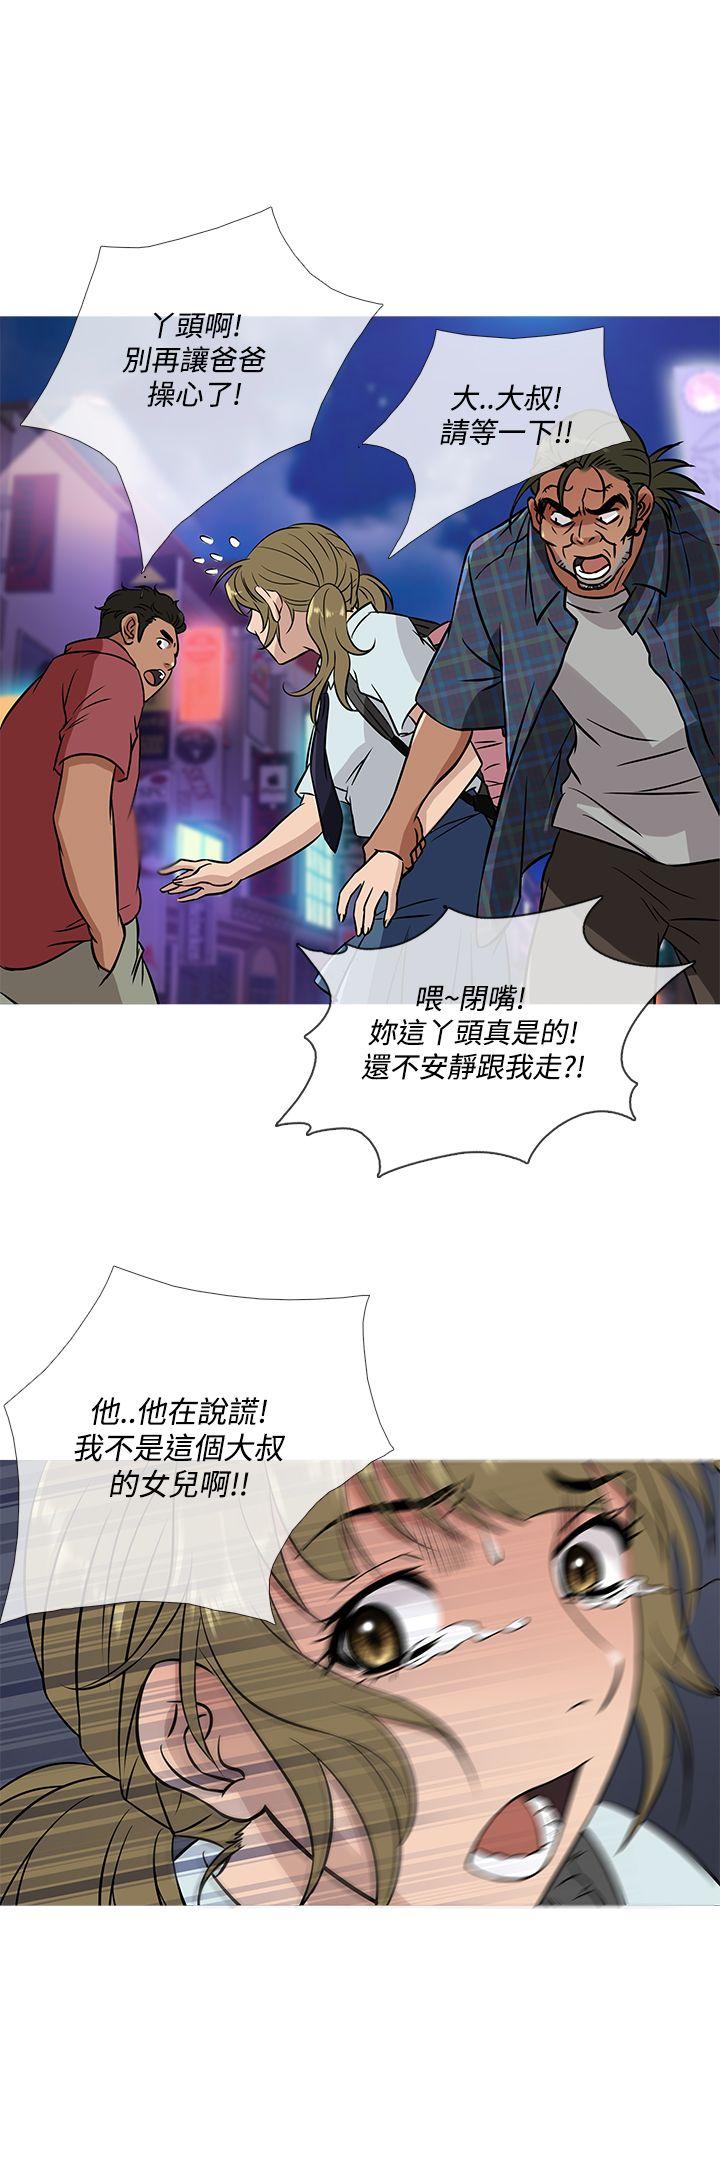 丫頭啊!
別再讓爸爸
操心了!
大..大叔!
請等一下!!
喂~閉嘴!
妳這丫頭真是的!
還不安靜跟我走?!
他..他在說謊!
我不是這個大叔
的女兒啊!!